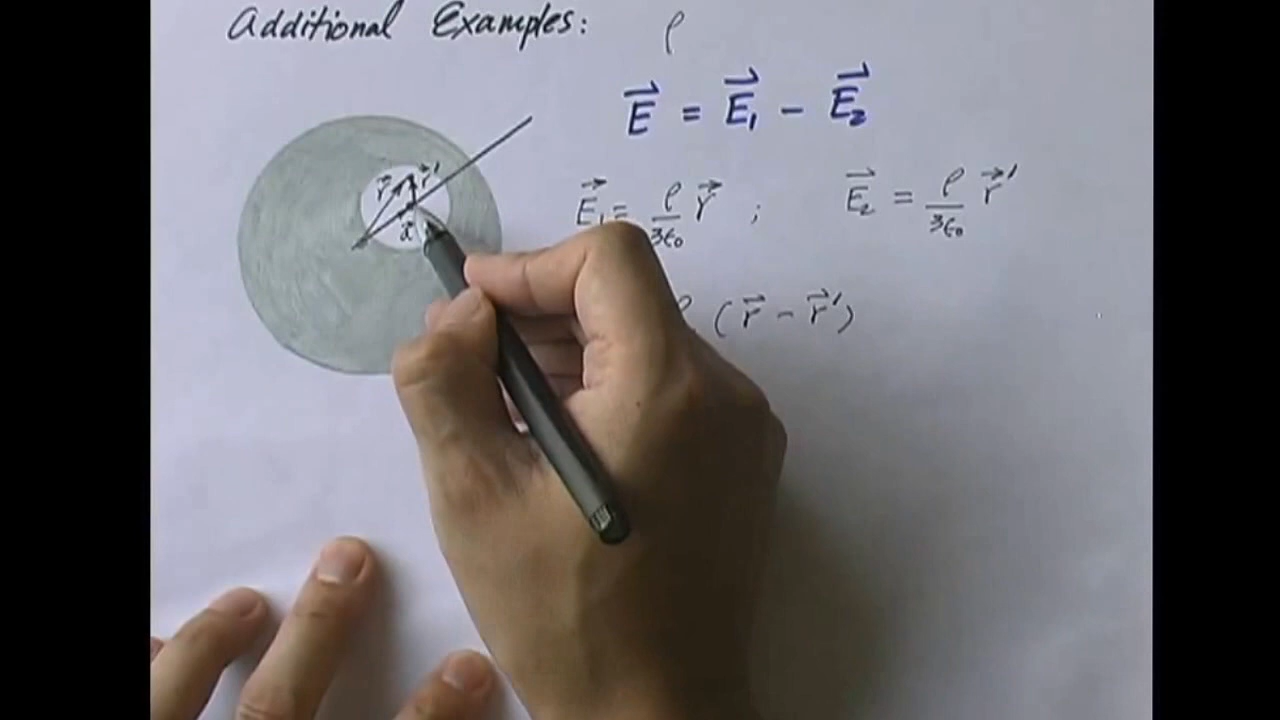 Additional Examples: ρ
E⃗ = E⃗₁ − E⃗₂
r⃗ r⃗′
E⃗₁ = ρ/3ε₀ r⃗ ; E⃗₂ = ρ/3ε₀ r⃗′
a⃗
(r⃗ − r⃗′)